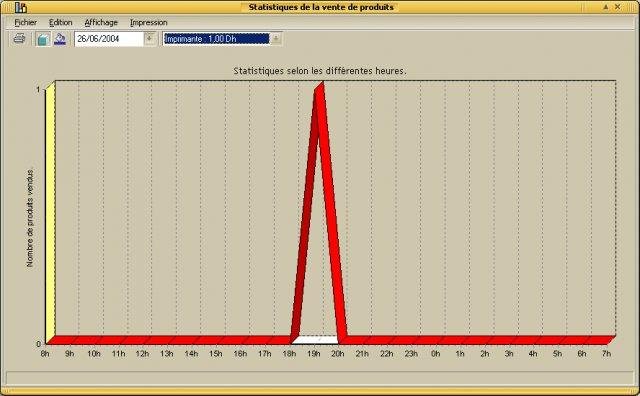 Statistiques de la vente de produits
Fichier Edition Affichage Impression
26/06/2004 Imprimante : 1,00 Dh
Statistiques selon les diffèrentes heures.
1
Nombre de produits vendus.
0
8h 9h 10h 11h 12h 13h 14h 15h 16h 17h 18h 19h 20h 21h 22h 23h 0h 1h 2h 3h 4h 5h 6h 7h